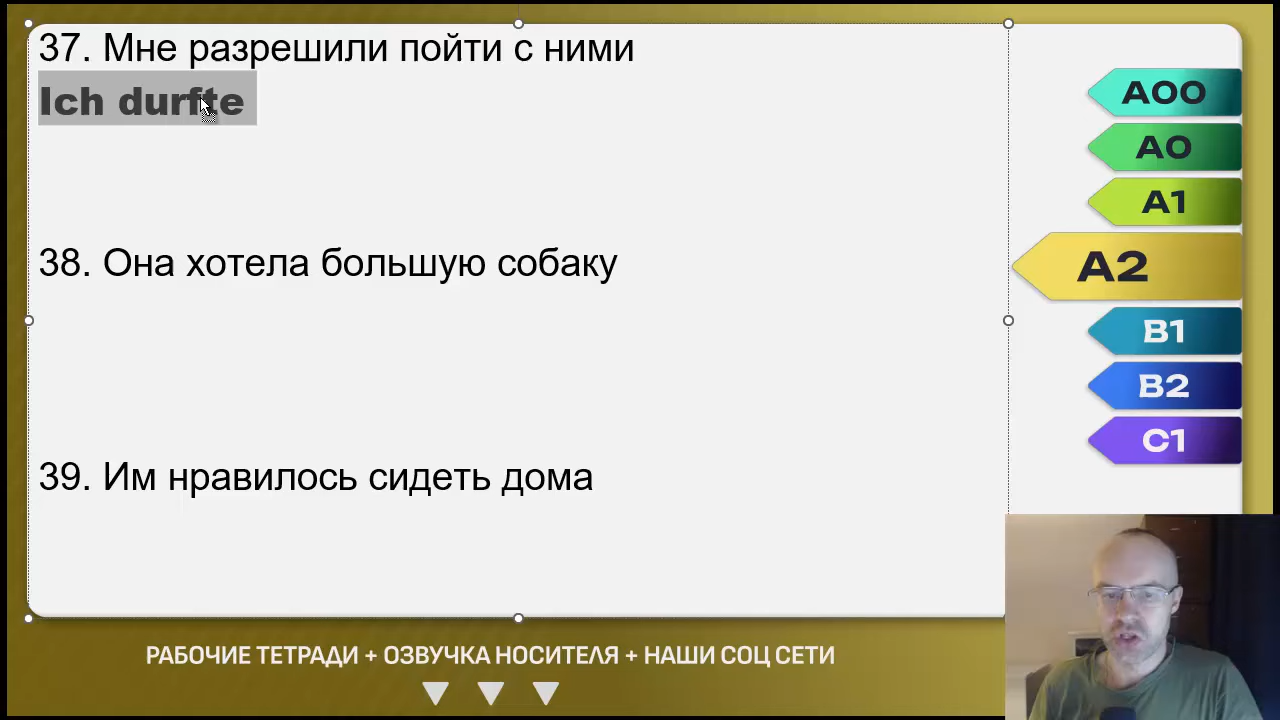 37. Мне разрешили пойти с ними
Ich durfte
38. Она хотела большую собаку
39. Им нравилось сидеть дома
A00
A0
A1
A2
B1
B2
C1
РАБОЧИЕ ТЕТРАДИ + ОЗВУЧКА НОСИТЕЛЯ + НАШИ СОЦ СЕТИ